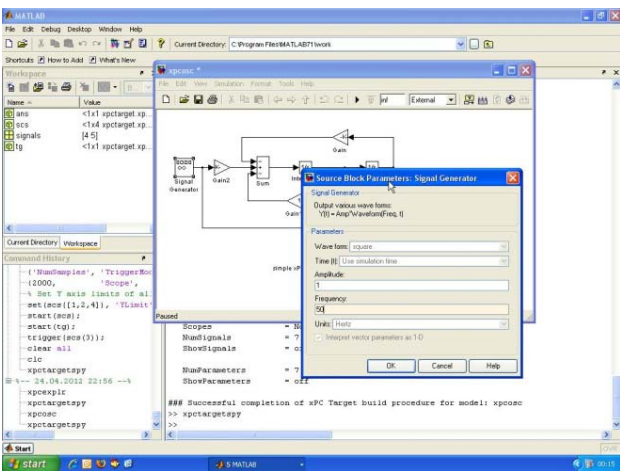 MATLAB
File Edit Debug Desktop Window Help
Current Directory: C:\Program Files\MATLAB71\work
Shortcuts How to Add What's New
Workspace
Name Value
ans <1x1 xpctarget.xp...
scs <1x4 xpctarget.xp...
signals [4 5]
tg <1x1 xpctarget.xp...
Current Directory Workspace
Command History
('NumSamples', 'TriggerMod
(2000, 'Scope',
% Set Y axis limits of all
set(scs([1,2,4]), 'YLimit'
start(scs);
start(tg);
trigger(scs(3));
clear all
clc
xpctargetspy
%-- 24.04.2012 22:56 --%
xpcexplr
xpctargetspy
xpcosc
xpctargetspy
xpcosc *
File Edit View Simulation Format Tools Help
inf External
Signal
Generator
Gain2
Sum
Gain
simple xP
Paused
Source Block Parameters: Signal Generator
Signal Generator
Output various wave forms:
Y(t) = Amp*Waveform(Freq, t)
Parameters
Wave form: square
Time (t): Use simulation time
Amplitude:
1
Frequency:
50
Units: Hertz
Interpret vector parameters as 1-D
OK Cancel Help
Scopes = N
NumSignals = 7
ShowSignals = o
NumParameters = 7
ShowParameters = off
### Successful completion of xPC Target build procedure for model: xpcosc
>> xpctargetspy
>>
Start
OVR
start
5 MATLAB
00:15